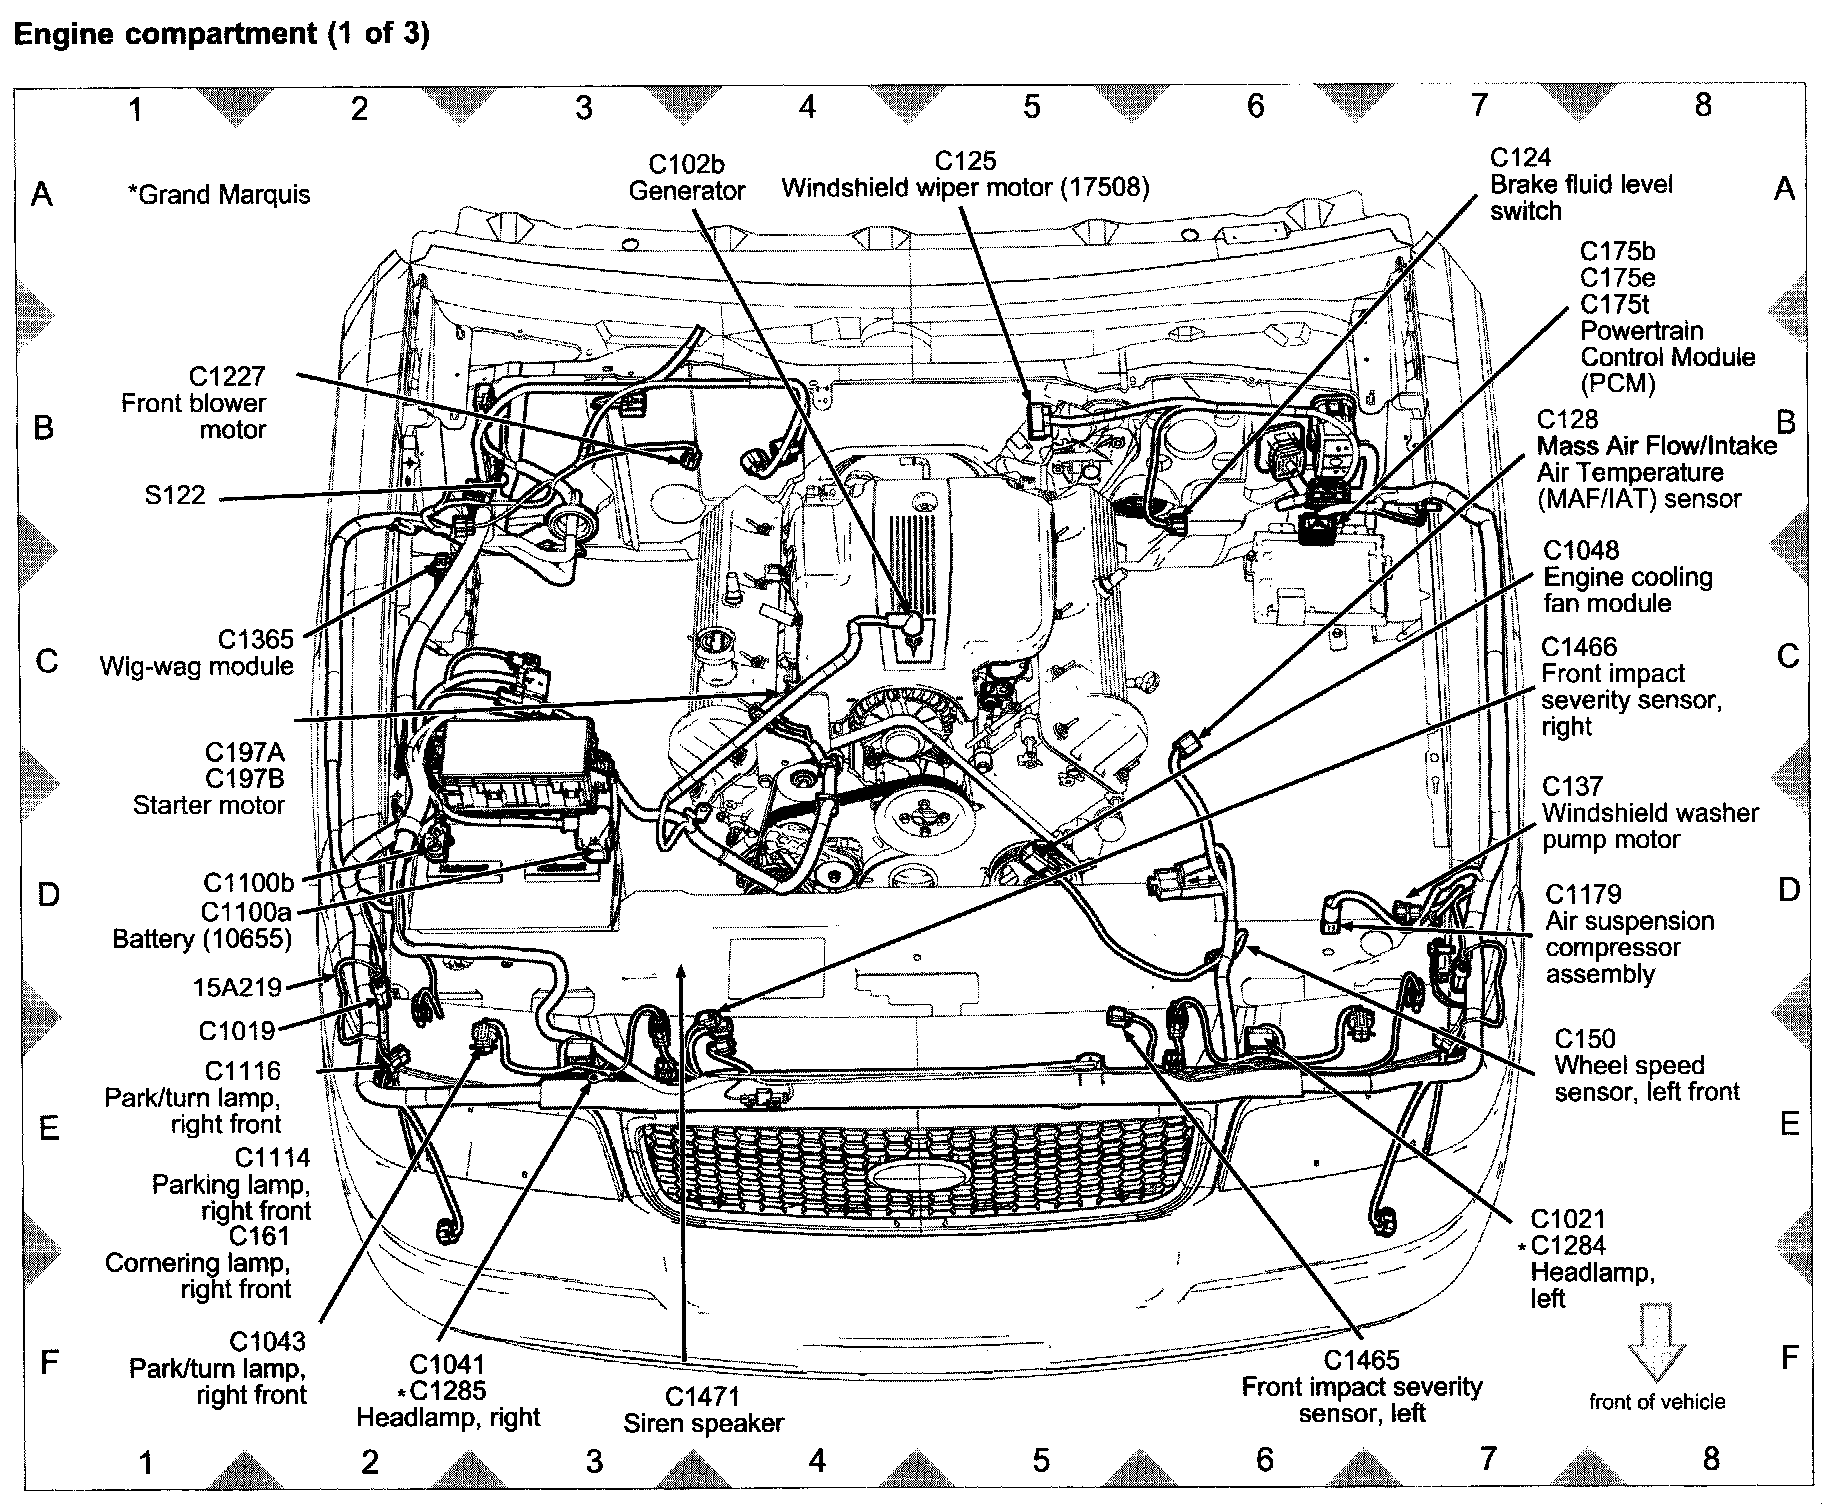 Engine compartment (1 of 3)
1 2 3 4 5 6 7 8
A
*Grand Marquis
C102b
Generator
C125
Windshield wiper motor (17508)
C124
Brake fluid level
switch
A
C175b
C175e
C175t
Powertrain
Control Module
(PCM)
B
C1227
Front blower
motor
S122
C128
Mass Air Flow/Intake
Air Temperature
(MAF/IAT) sensor
B
C1048
Engine cooling
fan module
C
C1365
Wig-wag module
C1466
Front impact
severity sensor,
right
C
C197A
C197B
Starter motor
C137
Windshield washer
pump motor
D
C1100b
C1100a
Battery (10655)
C1179
Air suspension
compressor
assembly
D
15A219
C1019
C150
Wheel speed
sensor, left front
C1116
Park/turn lamp,
right front
E
E
C1114
Parking lamp,
right front
C161
Cornering lamp,
right front
C1021
*C1284
Headlamp,
left
F
C1043
Park/turn lamp,
right front
C1041
*C1285
Headlamp, right
C1471
Siren speaker
C1465
Front impact severity
sensor, left
F
front of vehicle
1 2 3 4 5 6 7 8